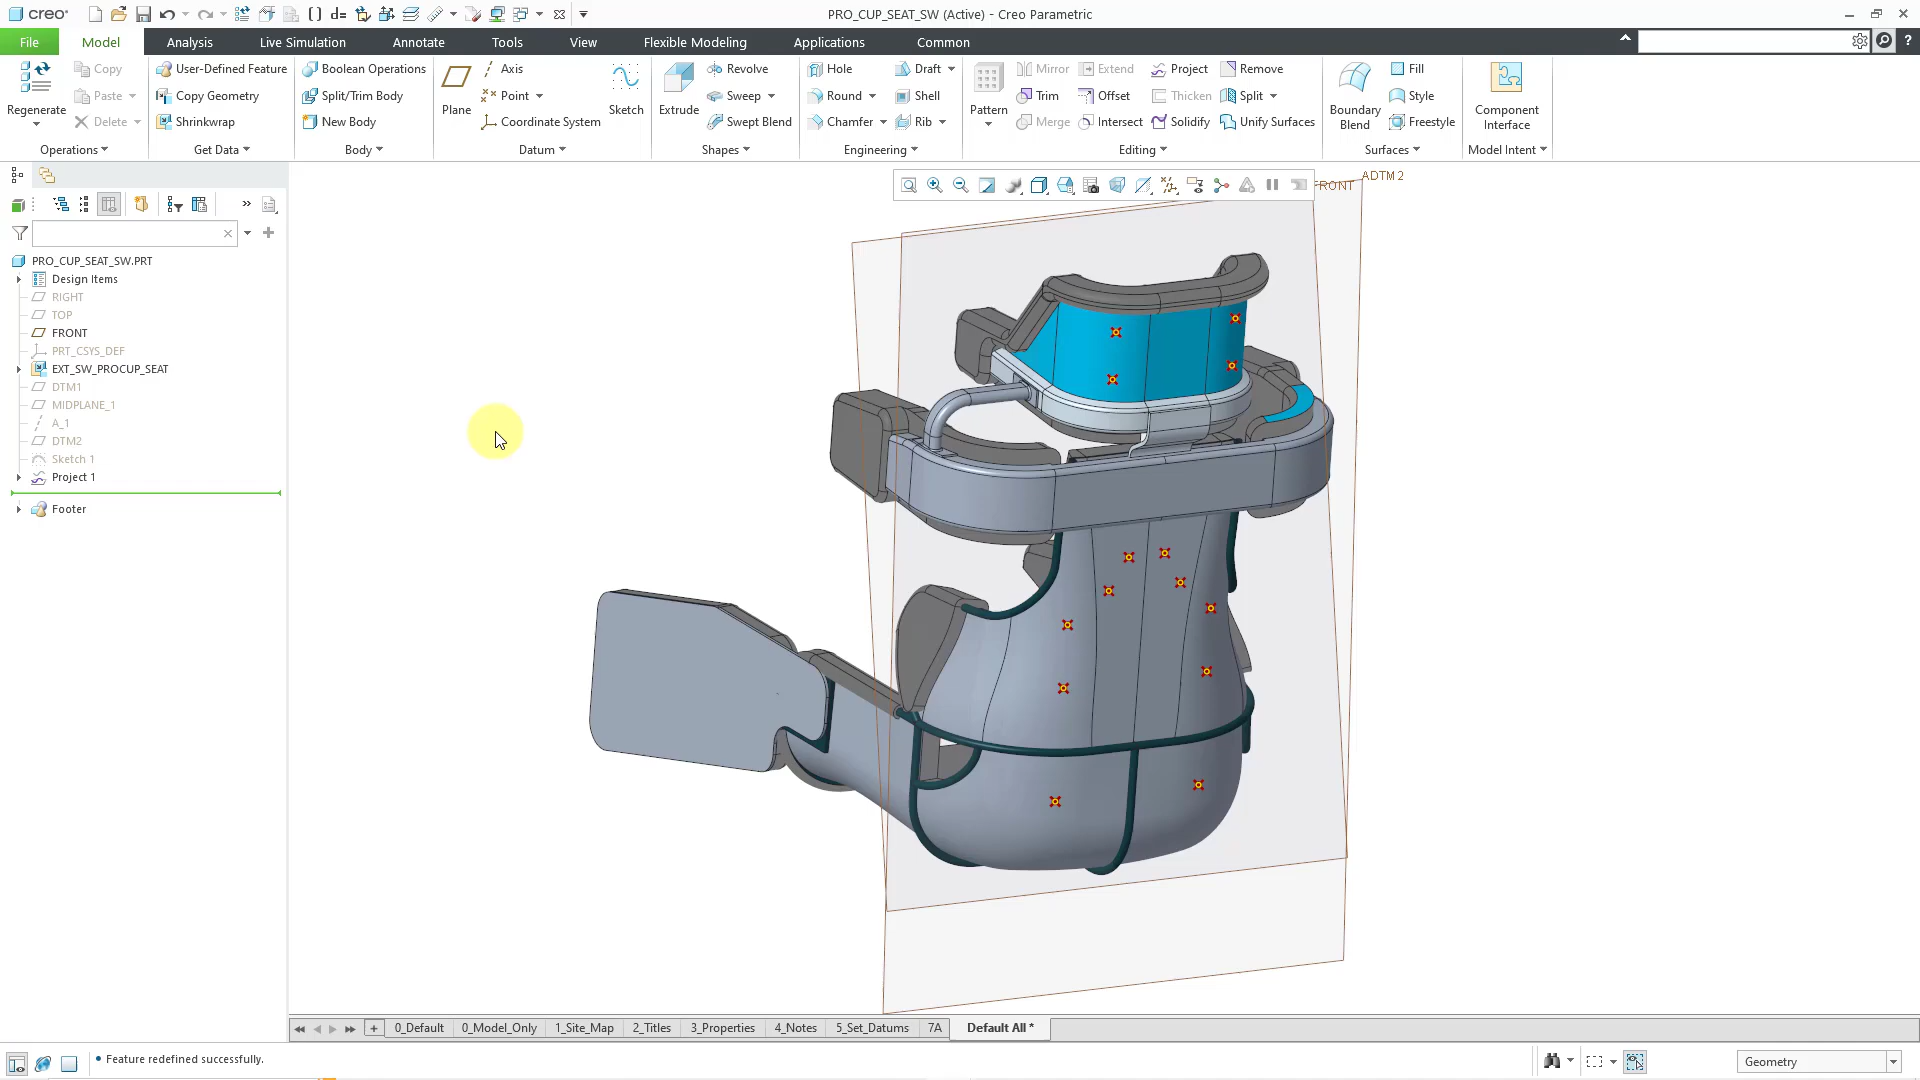 creo
PRO_CUP_SEAT_SW (Active) - Creo Parametric
File Model Analysis Live Simulation Annotate Tools View Flexible Modeling Applications Common
Regenerate
Copy
Paste
Delete
Operations
User-Defined Feature
Copy Geometry
Shrinkwrap
Get Data
Boolean Operations
Split/Trim Body
New Body
Body
Plane
Axis
Point
Coordinate System
Sketch
Datum
Extrude
Revolve
Sweep
Swept Blend
Shapes
Hole
Round
Chamfer
Draft
Shell
Rib
Engineering
Pattern
Mirror
Trim
Merge
Extend
Offset
Intersect
Project
Thicken
Solidify
Remove
Split
Unify Surfaces
Editing
Boundary
Blend
Fill
Style
Freestyle
Surfaces
Component
Interface
Model Intent
PRO_CUP_SEAT_SW.PRT
Design Items
RIGHT
TOP
FRONT
PRT_CSYS_DEF
EXT_SW_PROCUP_SEAT
DTM1
MIDPLANE_1
A_1
DTM2
Sketch 1
Project 1
Footer
FRONT
ADTM2
0_Default 0_Model_Only 1_Site_Map 2_Titles 3_Properties 4_Notes 5_Set_Datums 7A Default All *
Feature redefined successfully.
Geometry